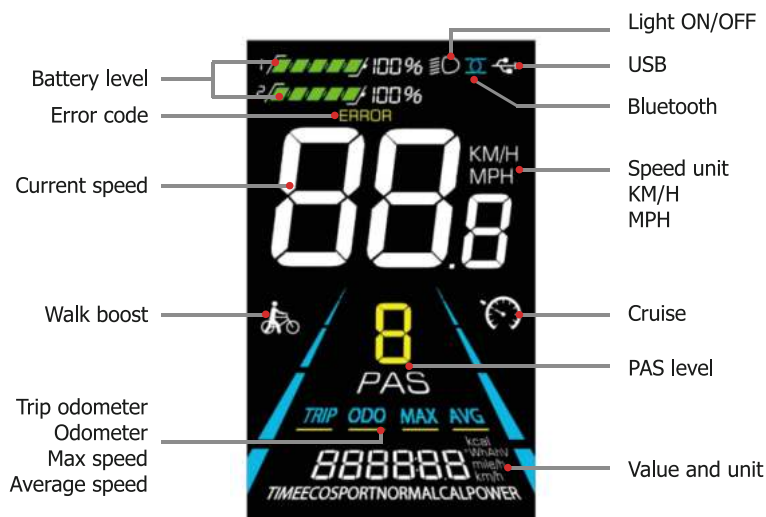 Light ON/OFF
1 100%
USB
Battery level
2 100%
Bluetooth
Error code
ERROR
KM/H
MPH
88.8
Current speed
Speed unit
KM/H
MPH
Walk boost
8
Cruise
PAS level
PAS
Trip odometer
Odometer
Max speed
Average speed
TRIP ODO MAX AVG
888888
kcal
mile/h
km/h
Value and unit
TIMEECOSPORTNORMALCALPOWER